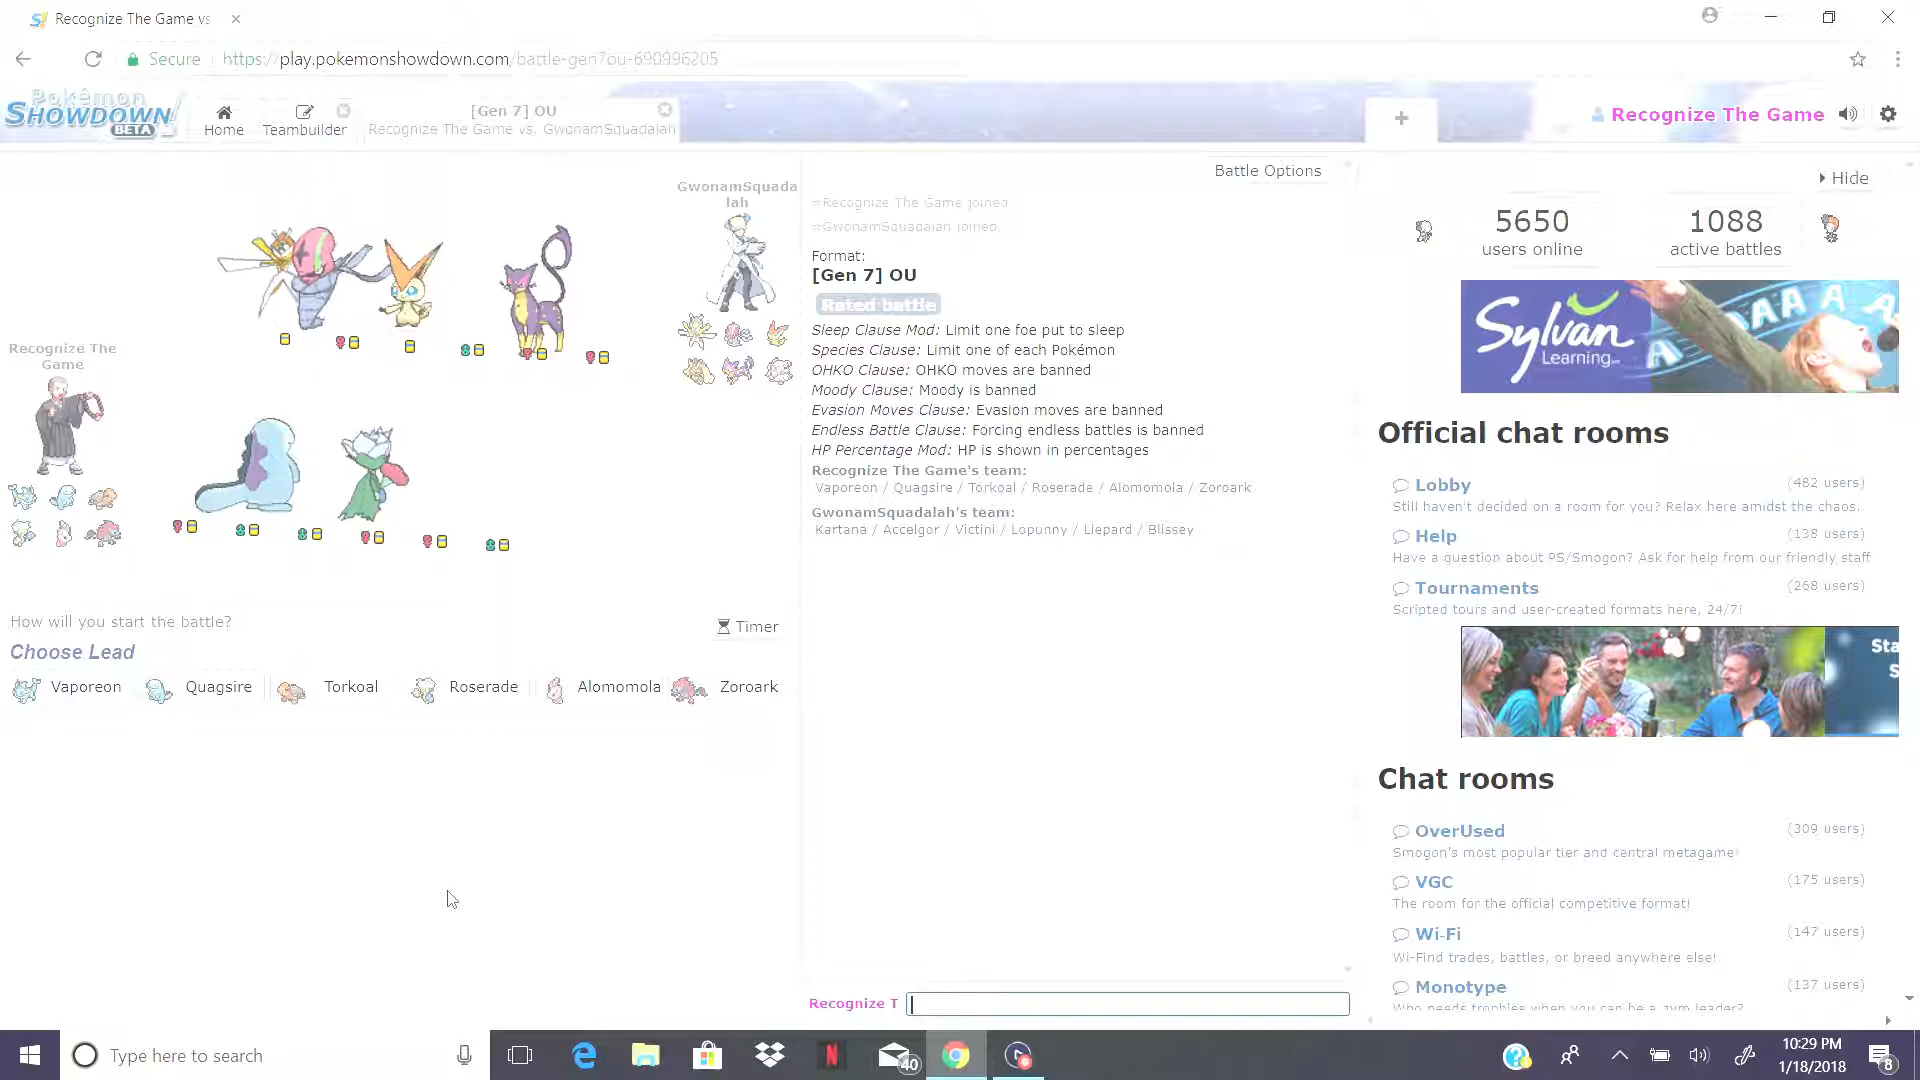 Recognize The Game vs
Secure
https://play.pokemonshowdown.com/battle-gen7ou-690996205
Pokémon
SHOWDOWN!
BETA
Home
Teambuilder
[Gen 7] OU
Recognize The Game vs. GwonamSquadalah
Recognize The Game
Battle Options
Hide
GwonamSquada
lah
Recognize The
Game
☆Recognize The Game joined
☆GwonamSquadalah joined.
Format:
[Gen 7] OU
Rated battle
Sleep Clause Mod: Limit one foe put to sleep
Species Clause: Limit one of each Pokémon
OHKO Clause: OHKO moves are banned
Moody Clause: Moody is banned
Evasion Moves Clause: Evasion moves are banned
Endless Battle Clause: Forcing endless battles is banned
HP Percentage Mod: HP is shown in percentages
Recognize The Game's team:
Vaporeon / Quagsire / Torkoal / Roserade / Alomomola / Zoroark
GwonamSquadalah's team:
Kartana / Accelgor / Victini / Lopunny / Liepard / Blissey
How will you start the battle?
Timer
Choose Lead
Vaporeon
Quagsire
Torkoal
Roserade
Alomomola
Zoroark
Recognize T
5650
users online
1088
active battles
Sylvan
Learning
A A A A
Official chat rooms
Lobby
(482 users)
Still haven't decided on a room for you? Relax here amidst the chaos.
Help
(138 users)
Have a question about PS/Smogon? Ask for help from our friendly staff
Tournaments
(268 users)
Scripted tours and user-created formats here, 24/7!
Sta
S
Chat rooms
OverUsed
(309 users)
Smogon's most popular tier and central metagame!
VGC
(175 users)
The room for the official competitive format!
Wi-Fi
(147 users)
Wi-Find trades, battles, or breed anywhere else!
Monotype
(137 users)
Who needs trophies when you can be a gym leader?
Type here to search
40
10:29 PM
1/18/2018
8